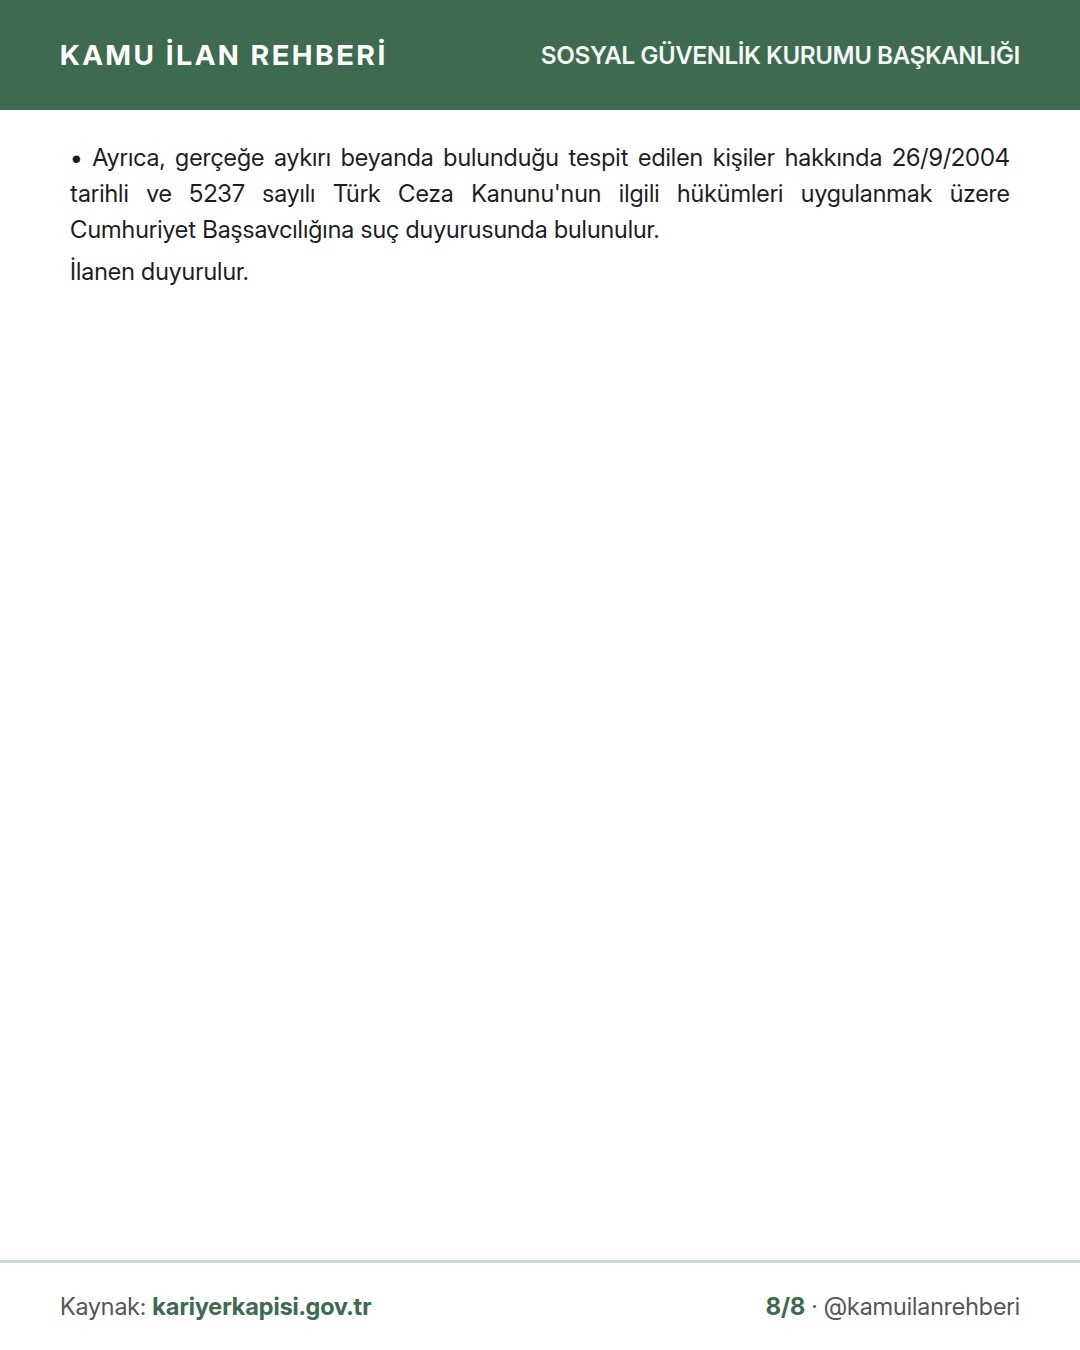 KAMU İLAN REHBERİ
SOSYAL GÜVENLİK KURUMU BAŞKANLIĞI
• Ayrıca, gerçeğe aykırı beyanda bulunduğu tespit edilen kişiler hakkında 26/9/2004
tarihli ve 5237 sayılı Türk Ceza Kanunu'nun ilgili hükümleri uygulanmak üzere
Cumhuriyet Başsavcılığına suç duyurusunda bulunulur.
İlanen duyurulur.
Kaynak: kariyerkapisi.gov.tr
8/8 · @kamuilanrehberi